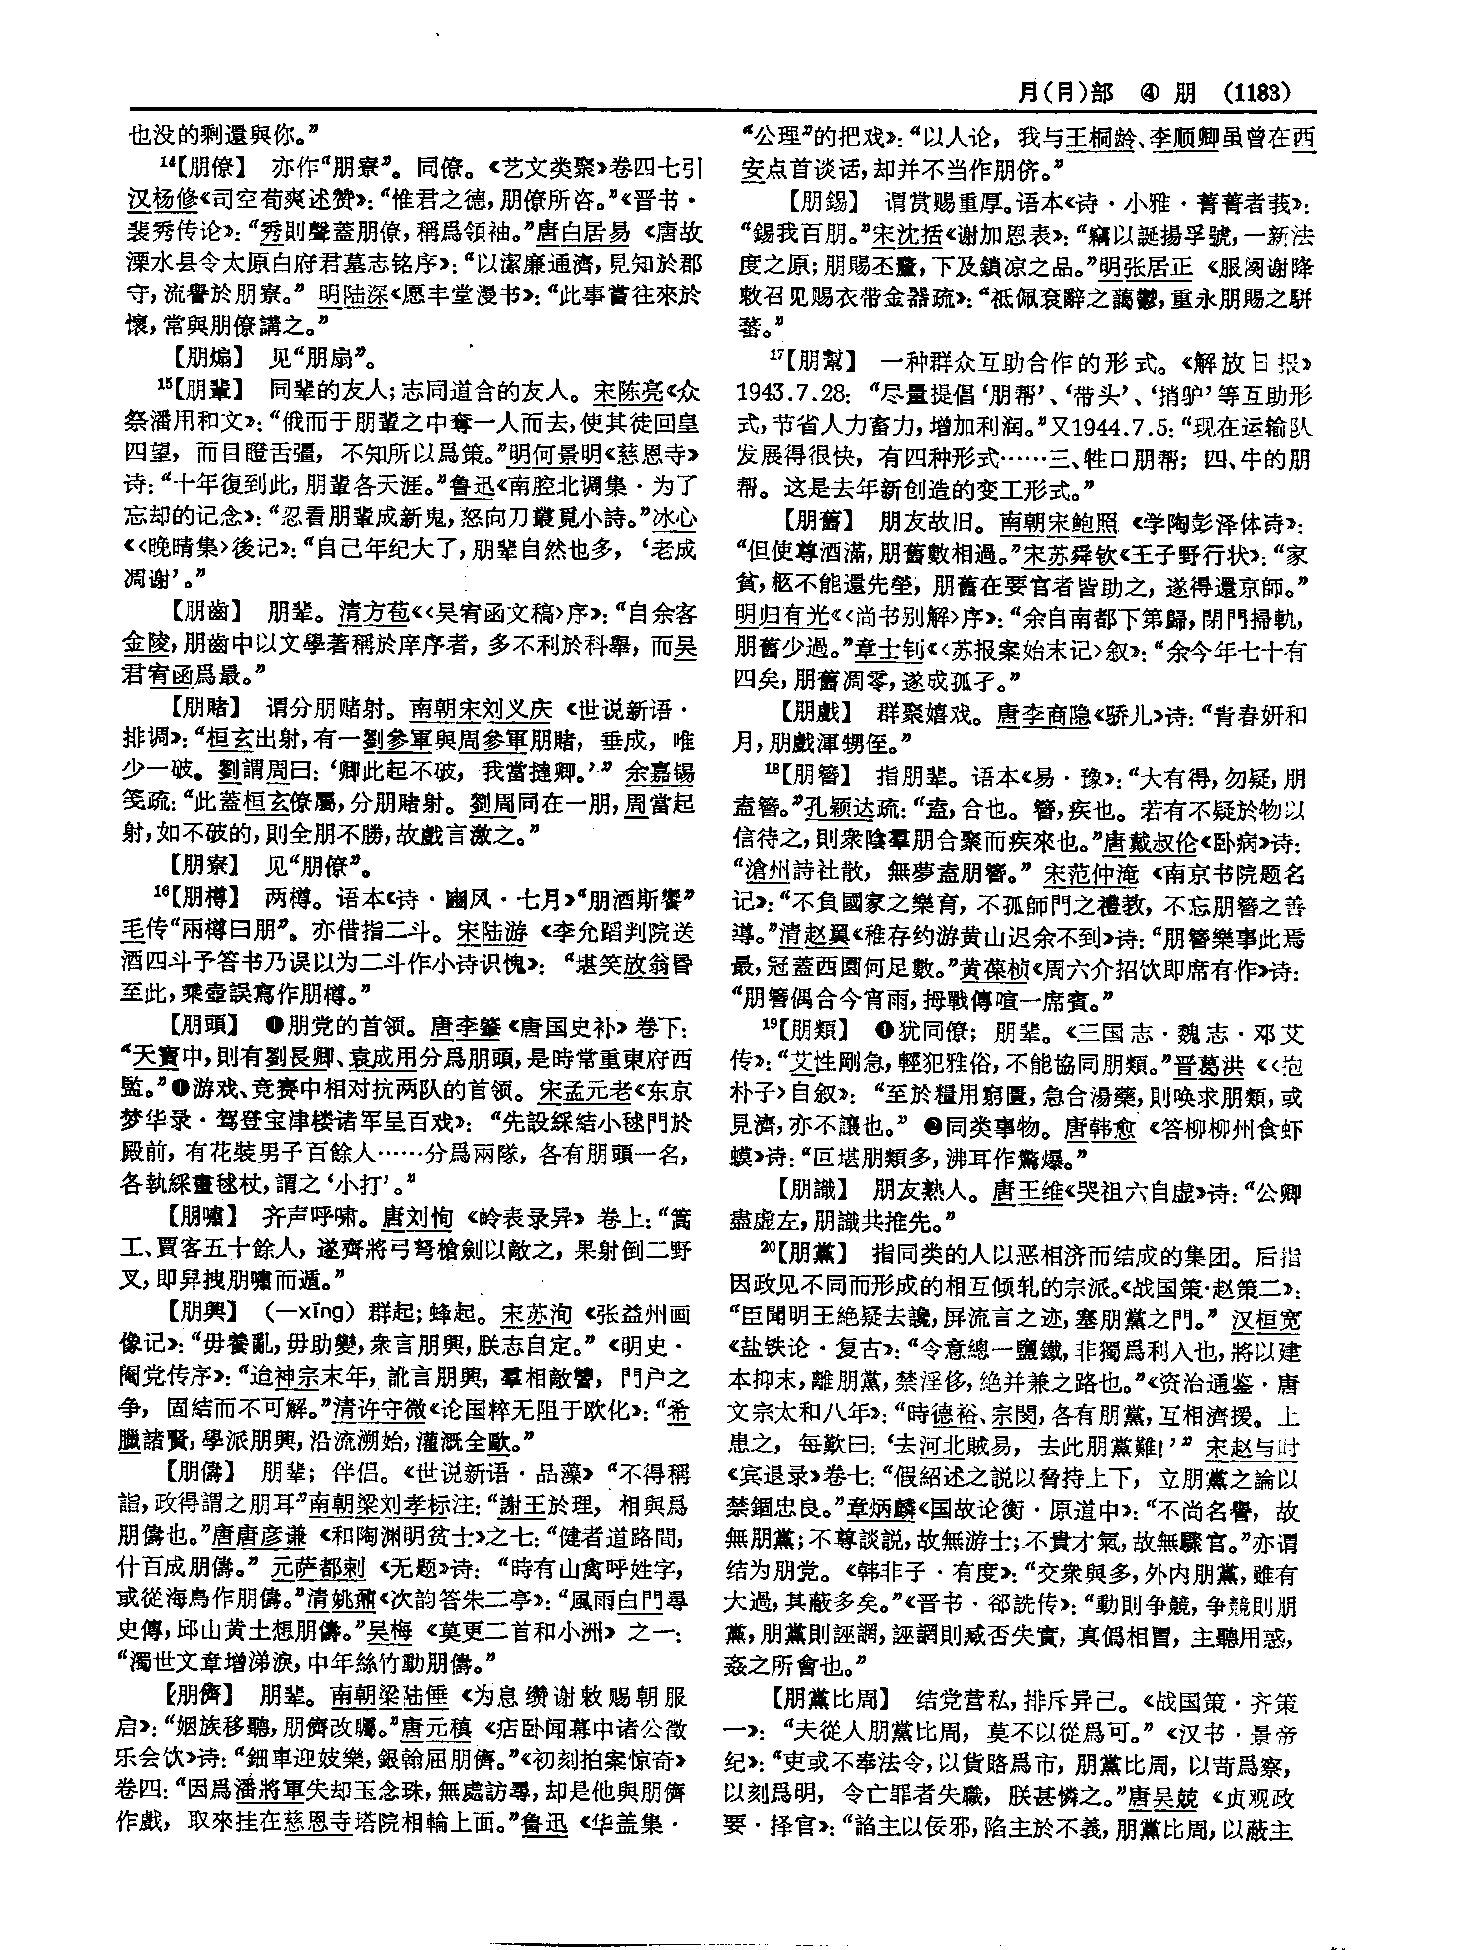 月(⺼)部 ④ 朋 (1183)
也没的剩還與你。”
14【朋僚】 亦作“朋寮”。同僚。《艺文类聚》卷四七引
汉杨修《司空荀爽述赞》：“惟君之德，朋僚所咨。”《晋书·
裴秀传论》：“秀則聲蓋朋僚，稱爲領袖。”唐白居易《唐故
溧水县令太原白府君墓志铭序》：“以潔廉通濟，見知於郡
守，流譽於朋寮。”明陆深《愿丰堂漫书》：“此事嘗往來於
懷，常與朋僚講之。”
【朋煽】 见“朋扇”。
15【朋輩】 同辈的友人；志同道合的友人。宋陈亮《众
祭潘用和文》：“俄而于朋輩之中奪一人而去，使其徒回皇
四望，而目瞪舌彊，不知所以爲策。”明何景明《慈恩寺》
诗：“十年復到此，朋輩各天涯。”鲁迅《南腔北调集·为了
忘却的记念》：“忍看朋輩成新鬼，怒向刀叢覓小詩。”冰心
《〈晚晴集〉後记》：“自己年纪大了，朋辈自然也多，‘老成
凋谢’。”
【朋齒】 朋辈。清方苞《〈吴宥函文稿〉序》：“自余客
金陵，朋齒中以文學著稱於庠序者，多不利於科舉，而吴
君宥函爲最。”
【朋賭】 谓分朋赌射。南朝宋刘义庆《世说新语·
排调》：“桓玄出射，有一劉參軍與周參軍朋賭，垂成，唯
少一破。劉謂周曰：‘卿此起不破，我當撻卿。’”余嘉锡
笺疏：“此蓋桓玄僚屬，分朋賭射。劉周同在一朋，周當起
射，如不破的，則全朋不勝，故戲言激之。”
【朋寮】 见“朋僚”。
16【朋樽】 两樽。语本《诗·豳风·七月》“朋酒斯饗”
毛传“兩樽曰朋”。亦借指二斗。宋陆游《李允蹈判院送
酒四斗予答书乃误以为二斗作小诗识愧》：“堪笑放翁昏
至此，乘壺誤寫作朋樽。”
【朋頭】 ❶朋党的首领。唐李肇《唐国史补》卷下：
“天寶中，則有劉長卿、袁成用分爲朋頭，是時常重東府西
監。”❷游戏、竞赛中相对抗两队的首领。宋孟元老《东京
梦华录·驾登宝津楼诸军呈百戏》：“先設綵結小毬門於
殿前，有花裝男子百餘人……分爲兩隊，各有朋頭一名，
各執綵畫毬杖，謂之‘小打’。”
【朋嘯】 齐声呼啸。唐刘恂《岭表录异》卷上：“篙
工、賈客五十餘人，遂齊將弓弩槍劍以敵之，果射倒二野
叉，即舁拽朋嘯而遁。”
【朋興】 （—xīng）群起；蜂起。宋苏洵《张益州画
像记》：“毋養亂，毋助變，衆言朋興，朕志自定。”《明史·
阉党传序》：“迨神宗末年，訛言朋興，羣相敵讐，門户之
争，固結而不可解。”清许守微《论国粹无阻于欧化》：“希
臘諸賢，學派朋興，沿流溯始，灌溉全歐。”
【朋儔】 朋辈；伴侣。《世说新语·品藻》“不得稱
詣，政得謂之朋耳”南朝梁刘孝标注：“謝王於理，相與爲
朋儔也。”唐唐彦谦《和陶渊明贫士》之七：“健者道路間，
什百成朋儔。”元萨都剌《无题》诗：“時有山禽呼姓字，
或從海鳥作朋儔。”清姚鼐《次韵答朱二亭》：“風雨白門尋
史傳，邱山黄土想朋儔。”吴梅《莫更二首和小洲》之一：
“濁世文章增涕淚，中年絲竹動朋儔。”
【朋儕】 朋辈。南朝梁陆倕《为息缵谢敕赐朝服
启》：“姻族移聽，朋儕改矚。”唐元稹《店卧闻幕中诸公徵
乐会饮》诗：“鈿車迎妓樂，銀翰屈朋儕。”《初刻拍案惊奇》
卷四：“因爲潘將軍失却玉念珠，無處訪尋，却是他與朋儕
作戲，取來挂在慈恩寺塔院相輪上面。”鲁迅《华盖集·
“公理”的把戏》：“以人论，我与王桐龄、李顺卿虽曾在西
安点首谈话，却并不当作朋侪。”
【朋錫】 谓赏赐重厚。语本《诗·小雅·菁菁者莪》：
“錫我百朋。”宋沈括《谢加恩表》：“竊以誕揚孚號，一新法
度之原；朋賜丕釐，下及鎖凉之品。”明张居正《服阕谢降
敕召见赐衣带金器疏》：“祗佩衮辭之藹鬱，重永朋賜之駢
蕃。”
17【朋幫】 一种群众互助合作的形式。《解放日报》
1943.7.28：“尽量提倡‘朋帮’、‘带头’、‘捎驴’等互助形
式，节省人力畜力，增加利润。”又1944.7.5：“现在运输队
发展得很快，有四种形式……三、牲口朋帮；四、牛的朋
帮。这是去年新创造的变工形式。”
【朋舊】 朋友故旧。南朝宋鲍照《学陶彭泽体诗》：
“但使尊酒滿，朋舊數相過。”宋苏舜钦《王子野行状》：“家
貧，柩不能還先塋，朋舊在要官者皆助之，遂得還京師。”
明归有光《〈尚书别解〉序》：“余自南都下第歸，閉門掃軌，
朋舊少過。”章士钊《〈苏报案始末记〉叙》：“余今年七十有
四矣，朋舊凋零，遂成孤孑。”
【朋戲】 群聚嬉戏。唐李商隐《骄儿》诗：“青春妍和
月，朋戲渾甥侄。”
18【朋簪】 指朋辈。语本《易·豫》：“大有得，勿疑，朋
盍簪。”孔颖达疏：“盍，合也。簪，疾也。若有不疑於物以
信待之，則衆陰羣朋合聚而疾來也。”唐戴叔伦《卧病》诗：
“滄州詩社散，無夢盍朋簪。”宋范仲淹《南京书院题名
记》：“不負國家之樂育，不孤師門之禮教，不忘朋簪之善
導。”清赵翼《稚存约游黄山迟余不到》诗：“朋簪樂事此焉
最，冠蓋西園何足數。”黄葆桢《周六介招饮即席有作》诗：
“朋簪偶合今宵雨，拇戰傳喧一席賓。”
19【朋類】 ❶犹同僚；朋辈。《三国志·魏志·邓艾
传》：“艾性剛急，輕犯雅俗，不能協同朋類。”晋葛洪《〈抱
朴子〉自叙》：“至於糧用窮匱，急合湯藥，則唤求朋類，或
見濟，亦不讓也。”❷同类事物。唐韩愈《答柳柳州食虾
蟆》诗：“叵堪朋類多，沸耳作驚爆。”
【朋識】 朋友熟人。唐王维《哭祖六自虚》诗：“公卿
盡虚左，朋識共推先。”
20【朋黨】 指同类的人以恶相济而结成的集团。后指
因政见不同而形成的相互倾轧的宗派。《战国策·赵策二》：
“臣聞明王絶疑去讒，屏流言之迹，塞朋黨之門。”汉桓宽
《盐铁论·复古》：“令意總一鹽鐵，非獨爲利入也，將以建
本抑末，離朋黨，禁淫侈，绝并兼之路也。”《资治通鉴·唐
文宗太和八年》：“時德裕、宗閔，各有朋黨，互相濟援。上
患之，每歎曰：‘去河北賊易，去此朋黨難！’”宋赵与时
《宾退录》卷七：“假紹述之説以脅持上下，立朋黨之論以
禁錮忠良。”章炳麟《国故论衡·原道中》：“不尚名譽，故
無朋黨；不尊談説，故無游士；不貴才氣，故無驟官。”亦谓
结为朋党。《韩非子·有度》：“交衆與多，外内朋黨，雖有
大過，其蔽多矣。”《晋书·郤詵传》：“動則争競，争競則朋
黨，朋黨則誣譋，誣譋則臧否失實，真僞相冒，主聽用惑，
姦之所會也。”
【朋黨比周】 结党营私，排斥异己。《战国策·齐策
一》：“夫從人朋黨比周，莫不以從爲可。”《汉书·景帝
纪》：“吏或不奉法令，以貨賂爲市，朋黨比周，以苛爲察，
以刻爲明，令亡罪者失職，朕甚憐之。”唐吴兢《贞观政
要·择官》：“諂主以佞邪，陷主於不義，朋黨比周，以蔽主